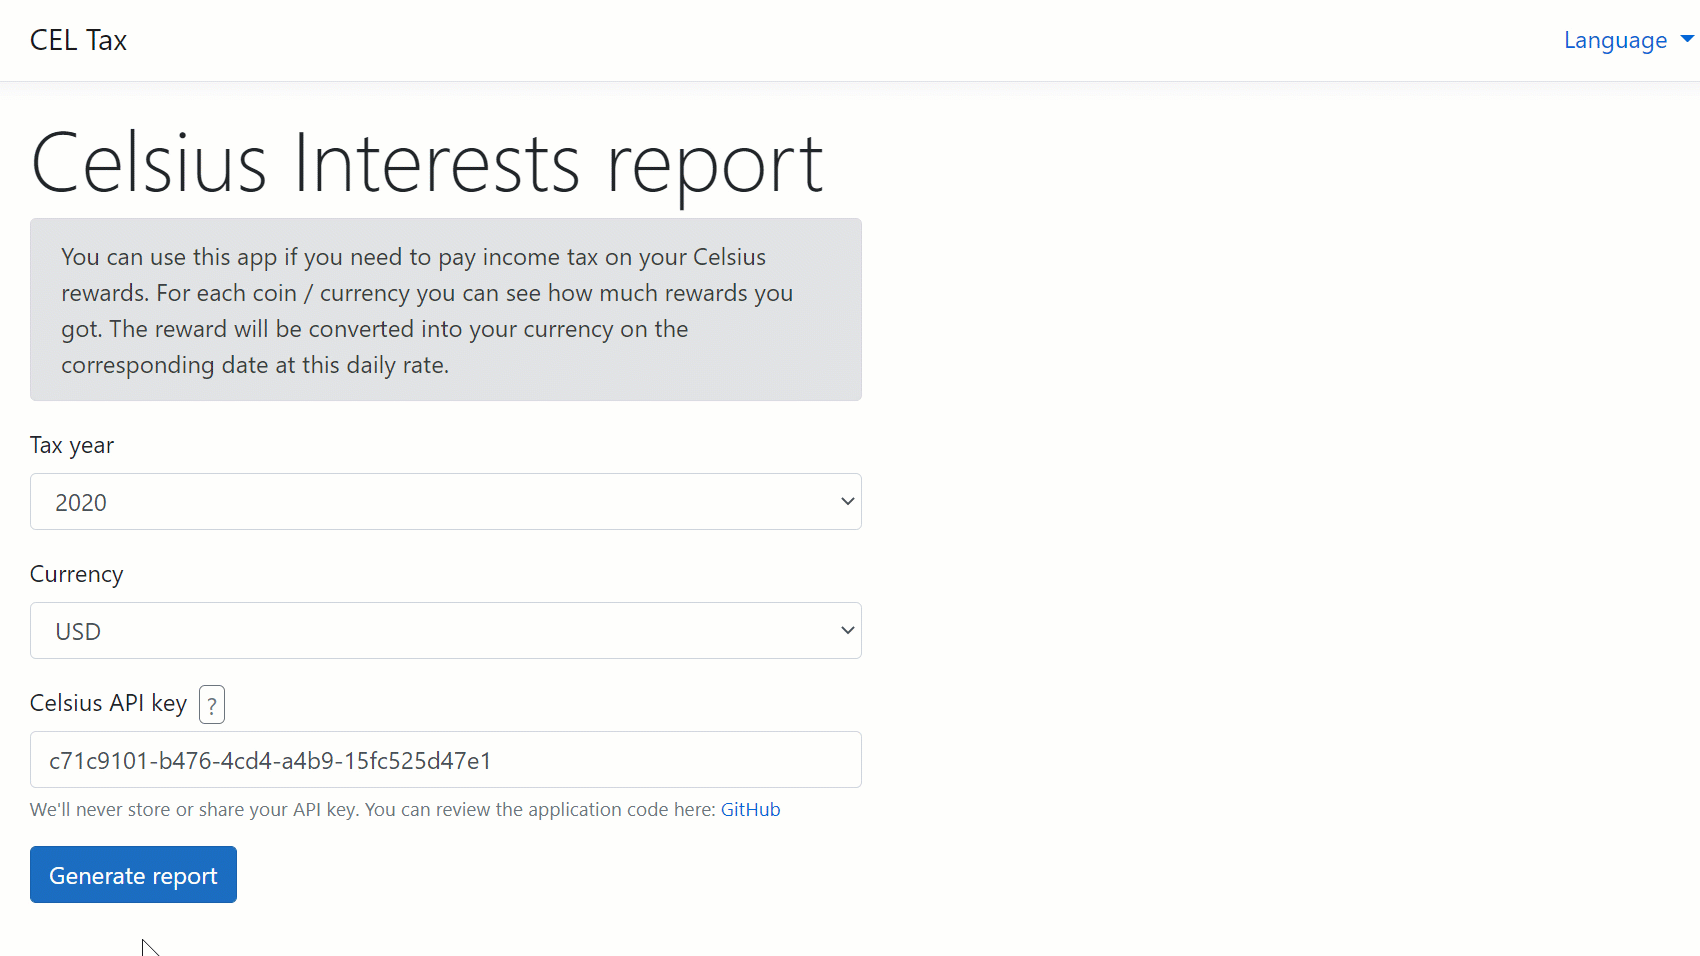 CEL Tax
Language
Celsius Interests report
You can use this app if you need to pay income tax on your Celsius
rewards. For each coin / currency you can see how much rewards you
got. The reward will be converted into your currency on the
corresponding date at this daily rate.
Tax year
2020
Currency
USD
Celsius API key ?
c71c9101-b476-4cd4-a4b9-15fc525d47e1
We'll never store or share your API key. You can review the application code here: GitHub
Generate report